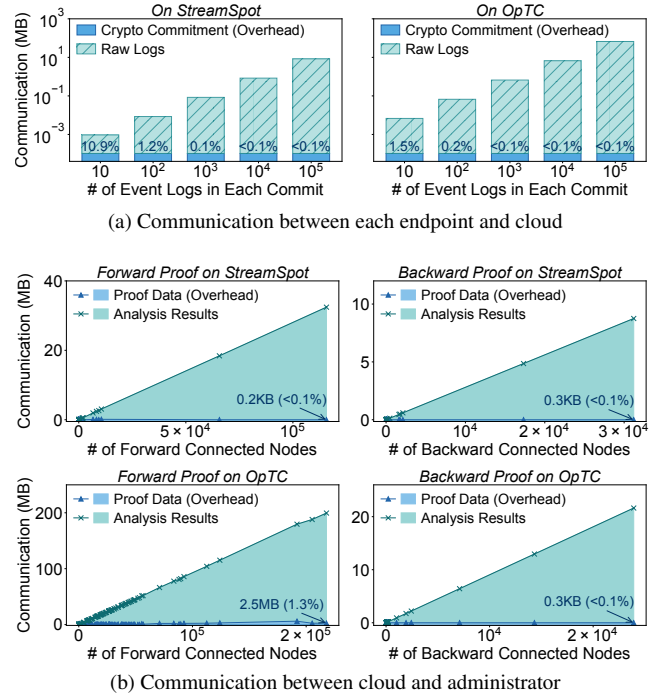 On StreamSpot
On OpTC
Communication (MB)
10³
10¹
10⁻¹
10⁻³
Crypto Commitment (Overhead)
Raw Logs
10.9%
1.2%
0.1%
<0.1%
<0.1%
10
10²
10³
10⁴
10⁵
# of Event Logs in Each Commit
Crypto Commitment (Overhead)
Raw Logs
1.5%
0.2%
<0.1%
<0.1%
<0.1%
10
10²
10³
10⁴
10⁵
# of Event Logs in Each Commit
(a) Communication between each endpoint and cloud
Forward Proof on StreamSpot
Communication (MB)
40
20
0
Proof Data (Overhead)
Analysis Results
0.2KB (<0.1%)
0
5 × 10⁴
10⁵
# of Forward Connected Nodes
Backward Proof on StreamSpot
10
5
0
Proof Data (Overhead)
Analysis Results
0.3KB (<0.1%)
0
10⁴
2 × 10⁴
3 × 10⁴
# of Backward Connected Nodes
Forward Proof on OpTC
Communication (MB)
200
100
0
Proof Data (Overhead)
Analysis Results
2.5MB (1.3%)
0
10⁵
2 × 10⁵
# of Forward Connected Nodes
Backward Proof on OpTC
20
10
0
Proof Data (Overhead)
Analysis Results
0.3KB (<0.1%)
0
10⁴
2 × 10⁴
# of Backward Connected Nodes
(b) Communication between cloud and administrator